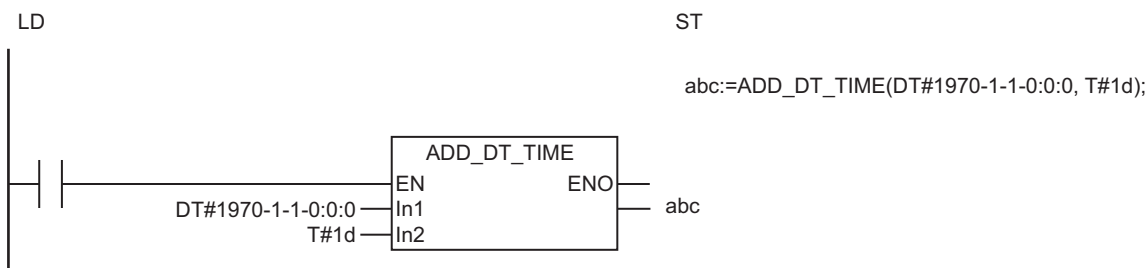 LD
ST
abc:=ADD_DT_TIME(DT#1970-1-1-0:0:0, T#1d);
ADD_DT_TIME
EN ENO
DT#1970-1-1-0:0:0 In1 abc
T#1d In2